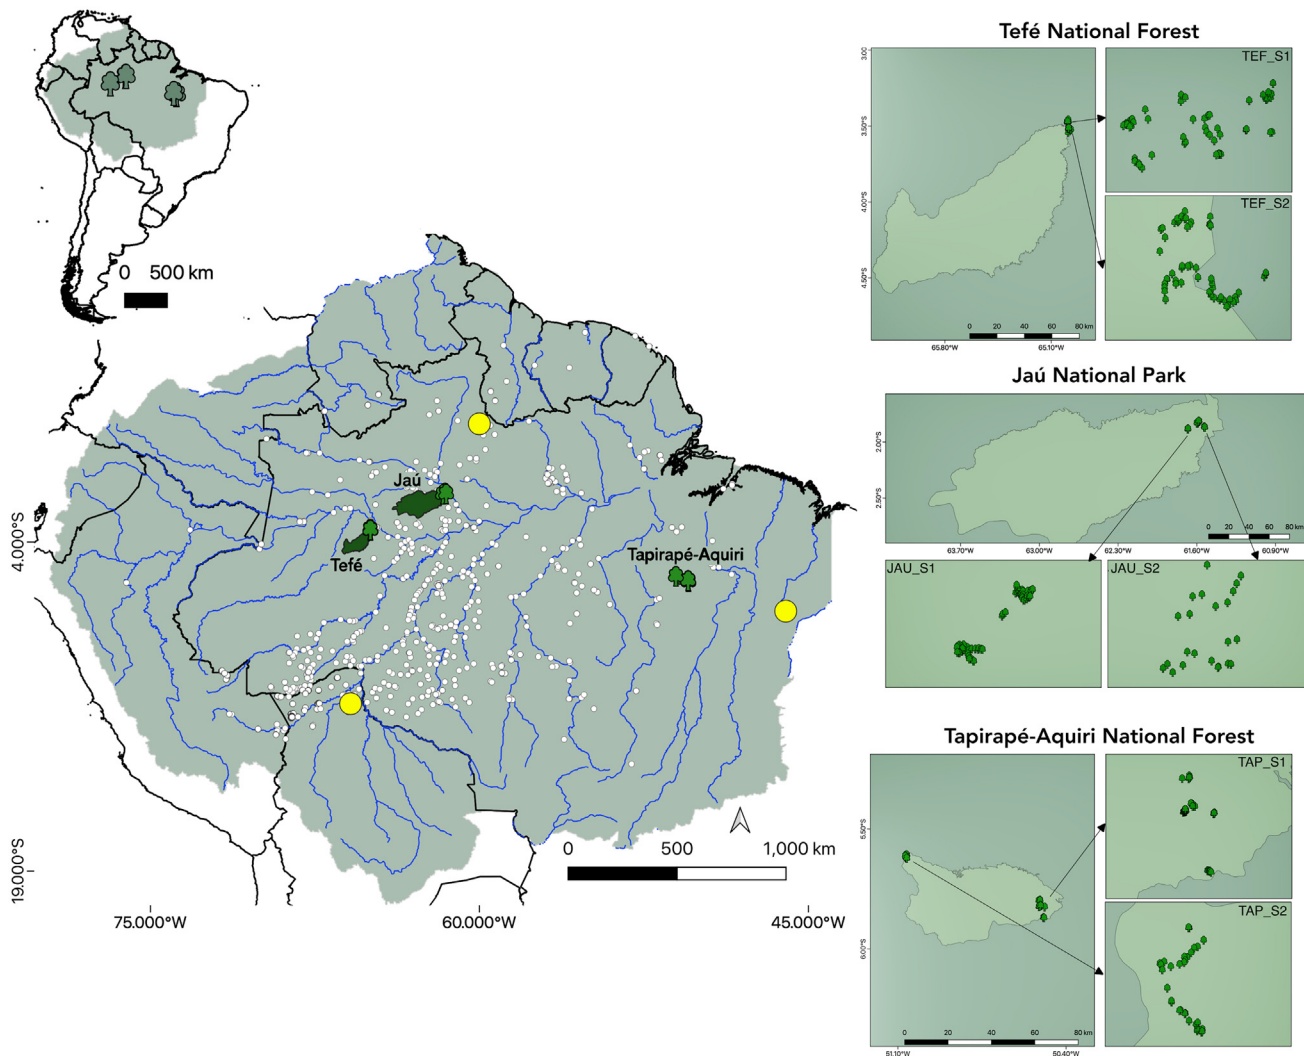 0 500 km
Jaú
Tefé
Tapirapé-Aquiri
4.000°S
19.000°S
0 500 1,000 km
75.000°W 60.000°W 45.000°W
Tefé National Forest
3.00
3.50°S
4.00°S
4.50°S
TEF_S1
TEF_S2
0 20 40 60 80 km
65.80°W 65.10°W
Jaú National Park
2.00°S
2.50°S
0 20 40 60 80 km
63.70°W 63.00°W 62.30°W 61.60°W 60.90°W
JAU_S1
JAU_S2
Tapirapé-Aquiri National Forest
5.50°S
6.00°S
TAP_S1
TAP_S2
0 20 40 60 80 km
51.10°W 50.40°W